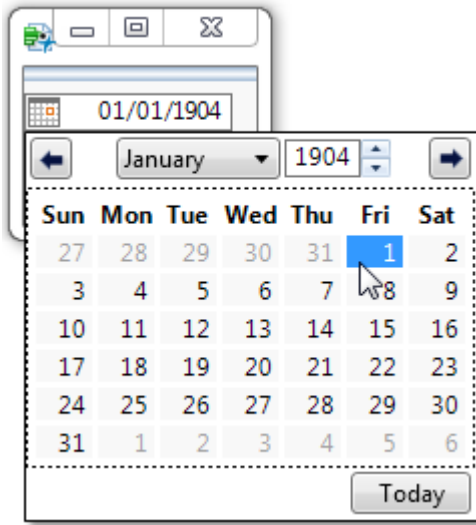 01/01/1904
January 1904
Sun Mon Tue Wed Thu Fri Sat
27 28 29 30 31 1 2
3 4 5 6 7 8 9
10 11 12 13 14 15 16
17 18 19 20 21 22 23
24 25 26 27 28 29 30
31 1 2 3 4 5 6
Today